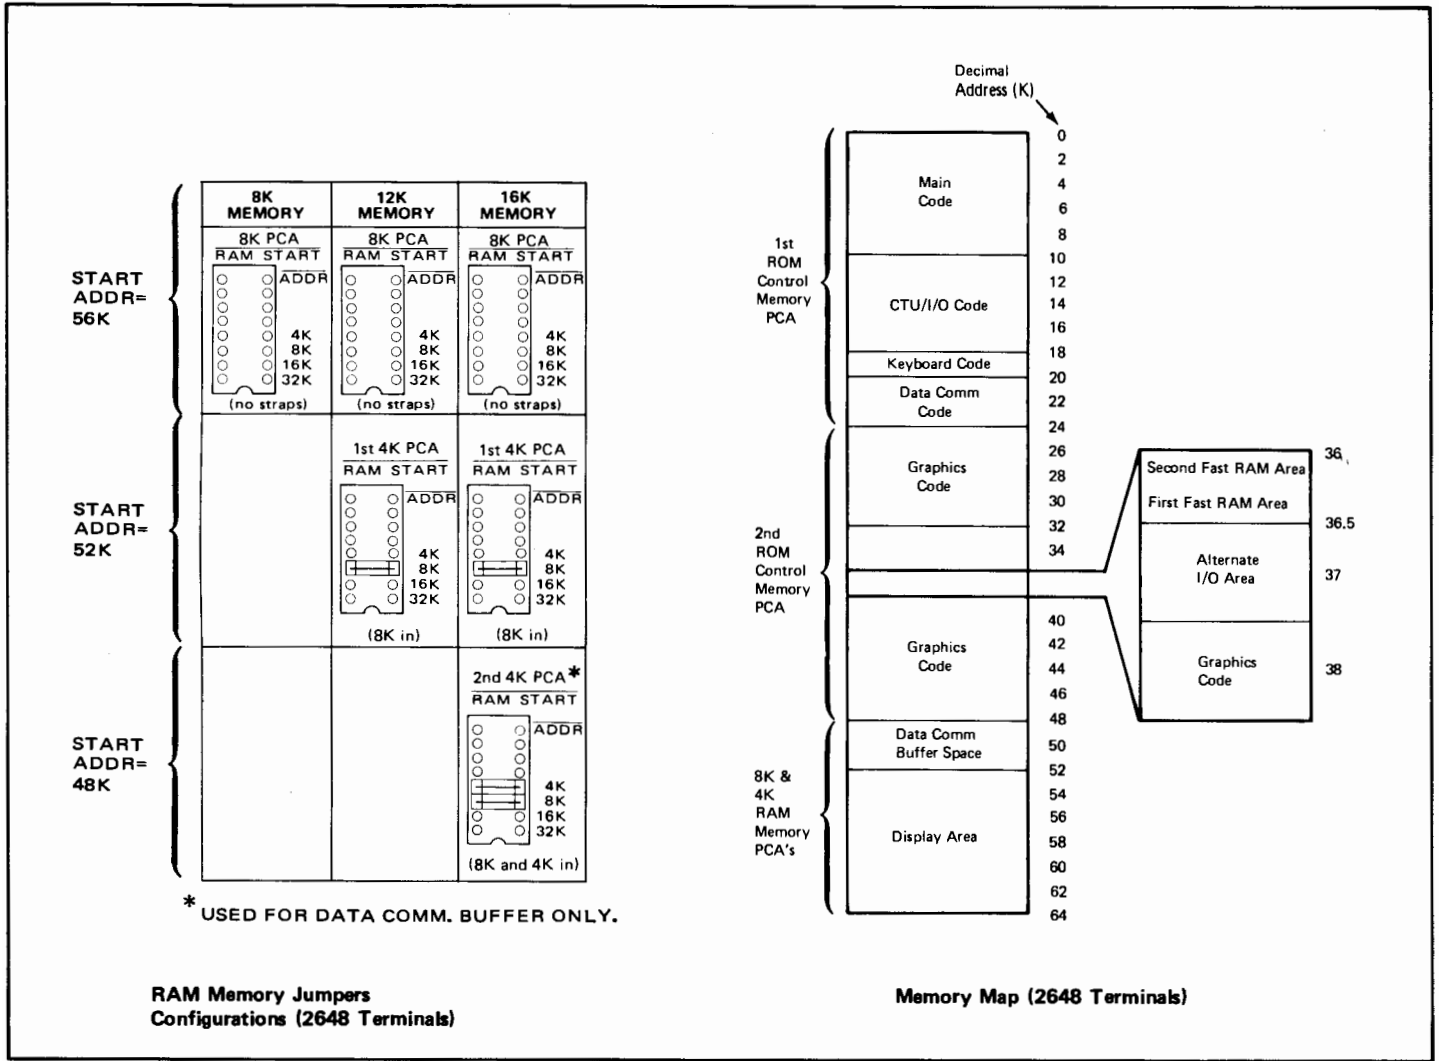 8K
MEMORY
12K
MEMORY
16K
MEMORY
START
ADDR=
56K
8K PCA
RAM START
ADDR
4K
8K
16K
32K
(no straps)
8K PCA
RAM START
ADDR
4K
8K
16K
32K
(no straps)
8K PCA
RAM START
ADDR
4K
8K
16K
32K
(no straps)
START
ADDR=
52K
1st 4K PCA
RAM START
ADDR
4K
8K
16K
32K
(8K in)
1st 4K PCA
RAM START
ADDR
4K
8K
16K
32K
(8K in)
START
ADDR=
48K
2nd 4K PCA*
RAM START
ADDR
4K
8K
16K
32K
(8K and 4K in)
* USED FOR DATA COMM. BUFFER ONLY.
RAM Memory Jumpers
Configurations (2648 Terminals)
Decimal
Address (K)
1st
ROM
Control
Memory
PCA
2nd
ROM
Control
Memory
PCA
8K &
4K
RAM
Memory
PCA's
Main
Code
CTU/I/O Code
Keyboard Code
Data Comm
Code
Graphics
Code
Graphics
Code
Data Comm
Buffer Space
Display Area
0
2
4
6
8
10
12
14
16
18
20
22
24
26
28
30
32
34
40
42
44
46
48
50
52
54
56
58
60
62
64
Second Fast RAM Area
First Fast RAM Area
Alternate
I/O Area
Graphics
Code
36
36.5
37
38
Memory Map (2648 Terminals)